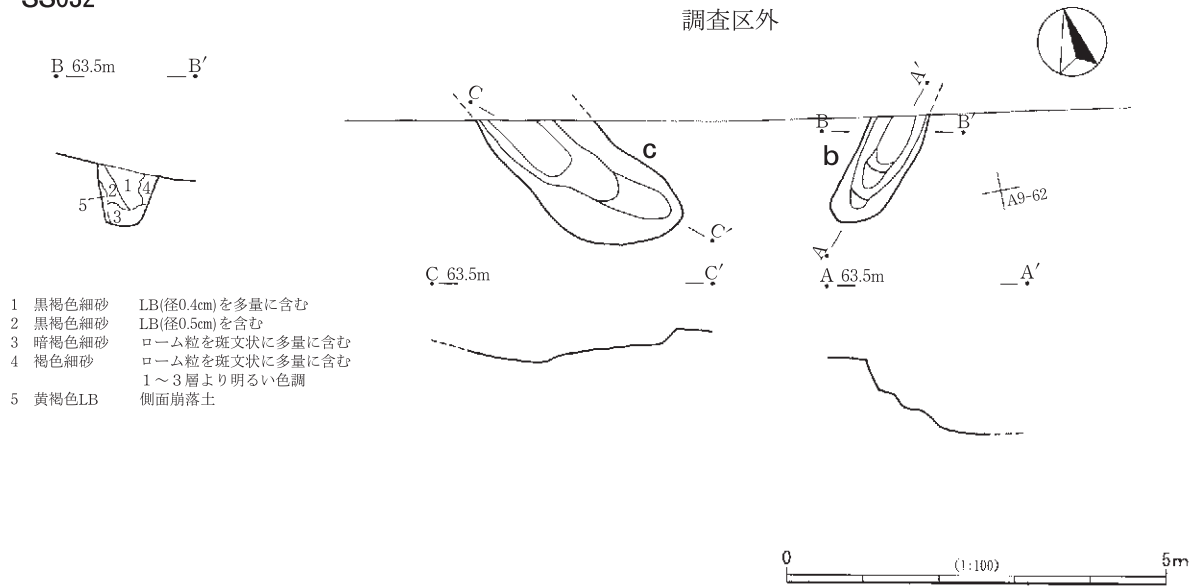 調査区外
B 63.5m B′
C
A′
B B′
c
b
A9-62
2 1 4
5
3
C′
A
C 63.5m C′
A 63.5m A′
1 黒褐色細砂 LB(径0.4㎝)を多量に含む
2 黒褐色細砂 LB(径0.5㎝)を含む
3 暗褐色細砂 ローム粒を斑文状に多量に含む
4 褐色細砂 ローム粒を斑文状に多量に含む
1～3層より明るい色調
5 黄褐色LB 側面崩落土
0 (1:100) 5m